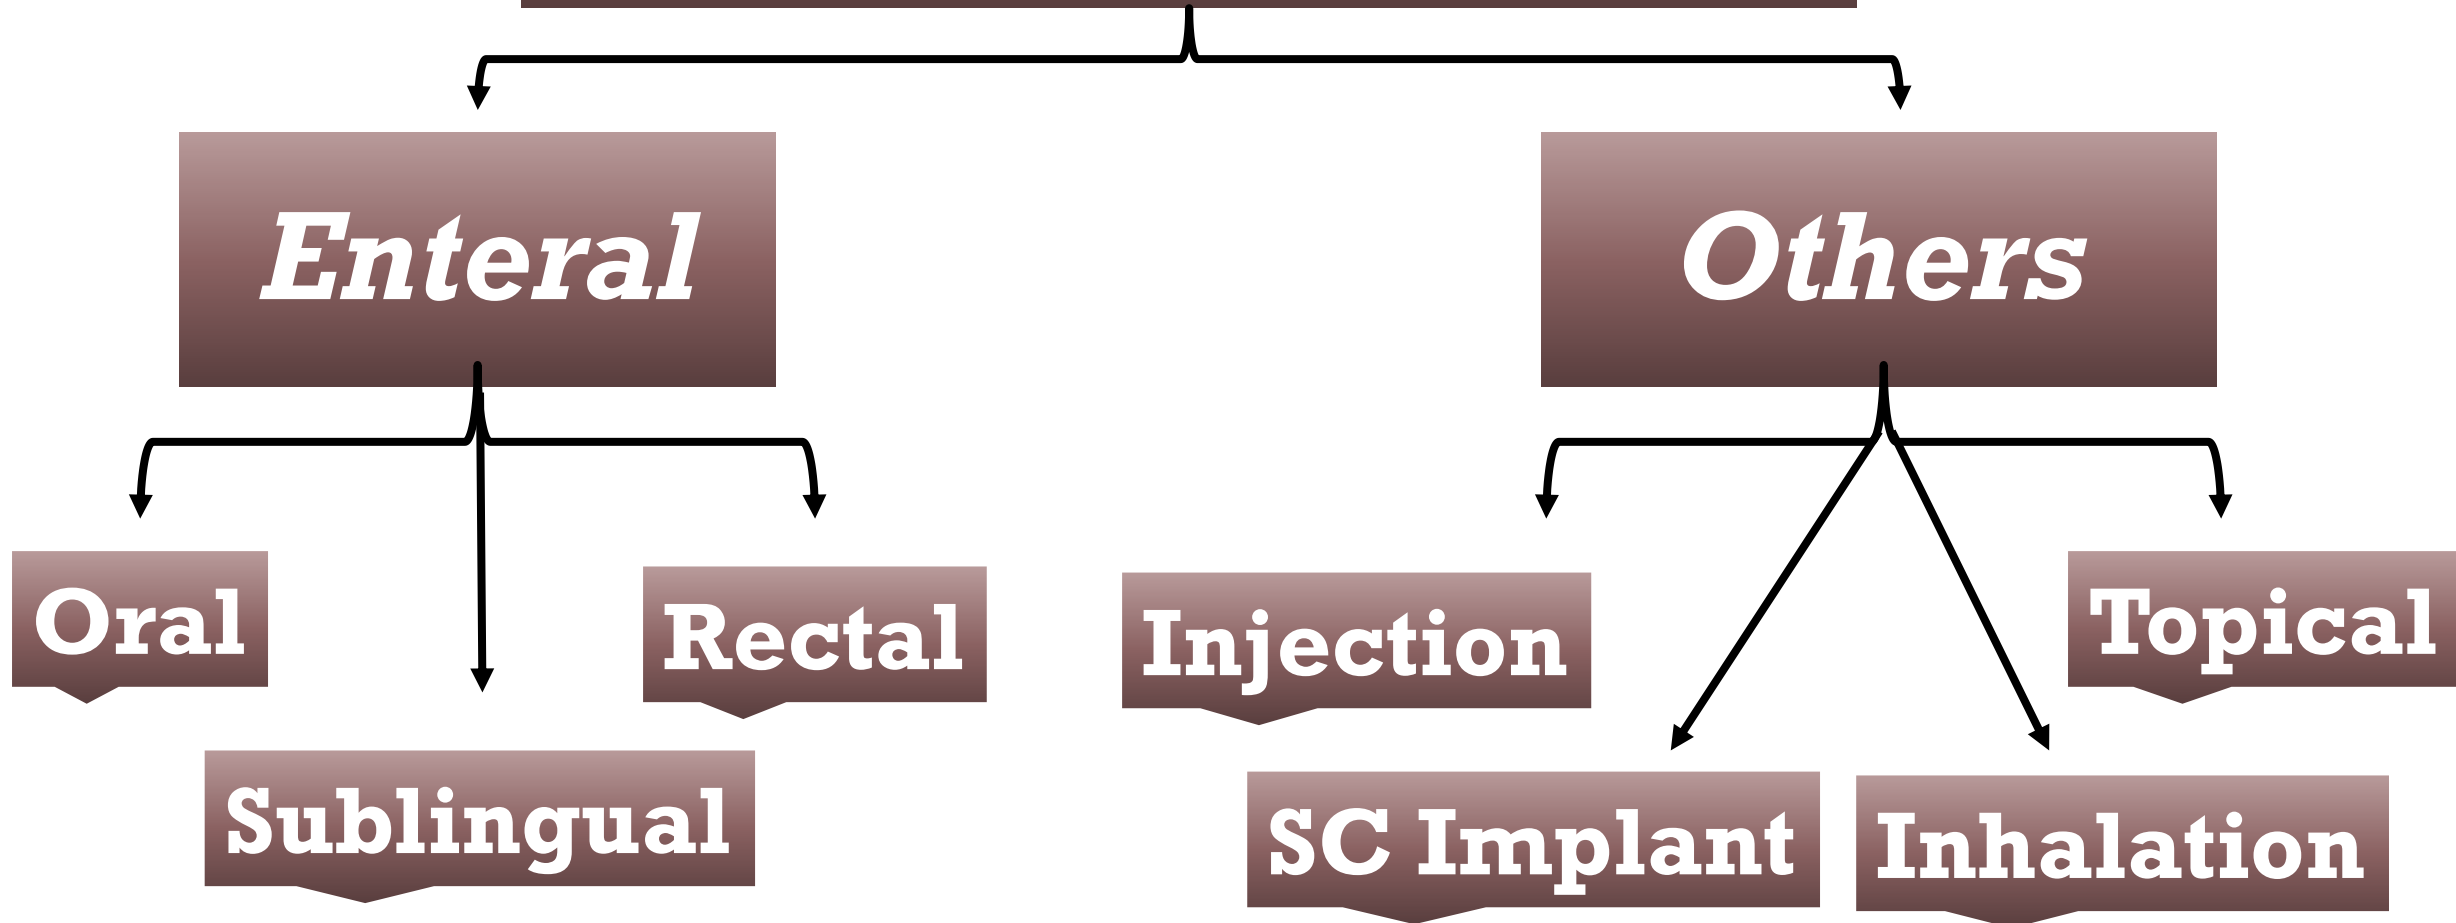 Enteral
Others
Oral
Rectal
Injection
Topical
Sublingual
SC Implant
Inhalation